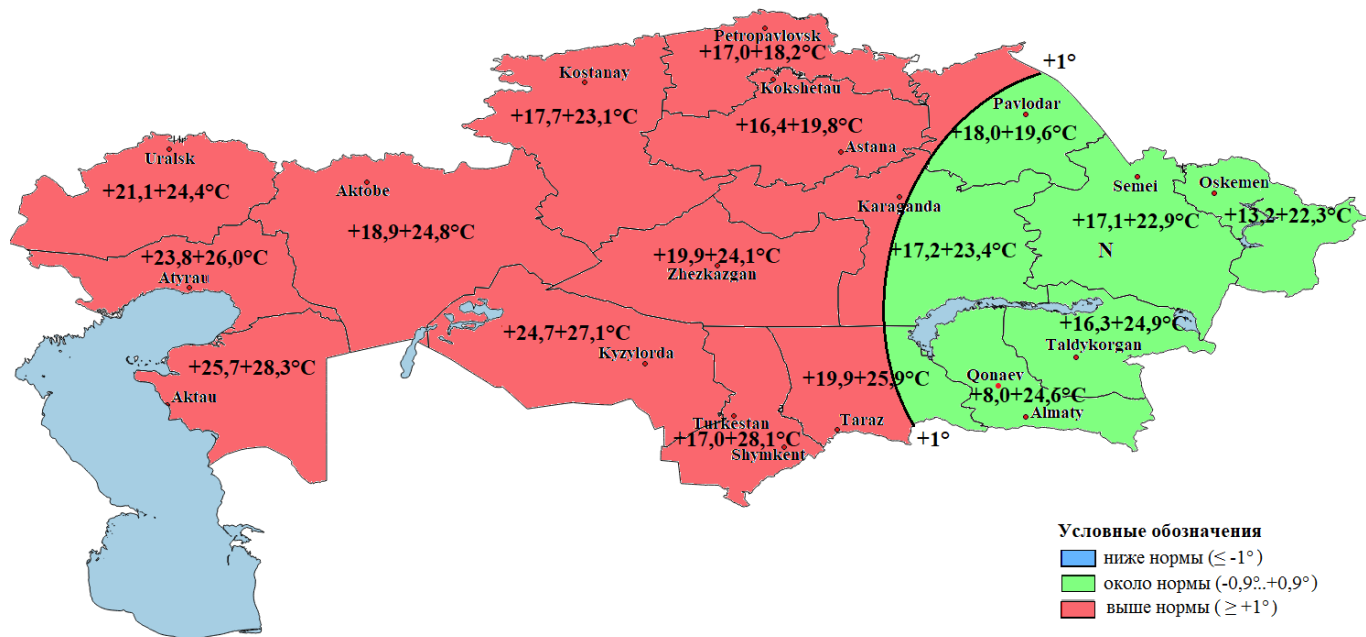 Petropavlovsk
+17,0+18,2°C
+1°
Kostanay
Kokshetau
+17,7+23,1°C
+16,4+19,8°C
Astana
Pavlodar
+18,0+19,6°C
Uralsk
+21,1+24,4°C
Aktobe
+18,9+24,8°C
Karaganda
Semei
Oskemen
+17,1+22,9°C
+13,2+22,3°C
N
+17,2+23,4°C
+23,8+26,0°C
Atyrau
+19,9+24,1°C
Zhezkazgan
+24,7+27,1°C
Kyzylorda
+16,3+24,9°C
Taldykorgan
+25,7+28,3°C
Aktau
+19,9+25,9°C
Qonaev
+8,0+24,6°C
Almaty
Turkestan
Taraz
+17,0+28,1°C
Shymkent
+1°
Условные обозначения
ниже нормы (≤ -1°)
около нормы (-0,9°..+0,9°)
выше нормы ( ≥ +1°)